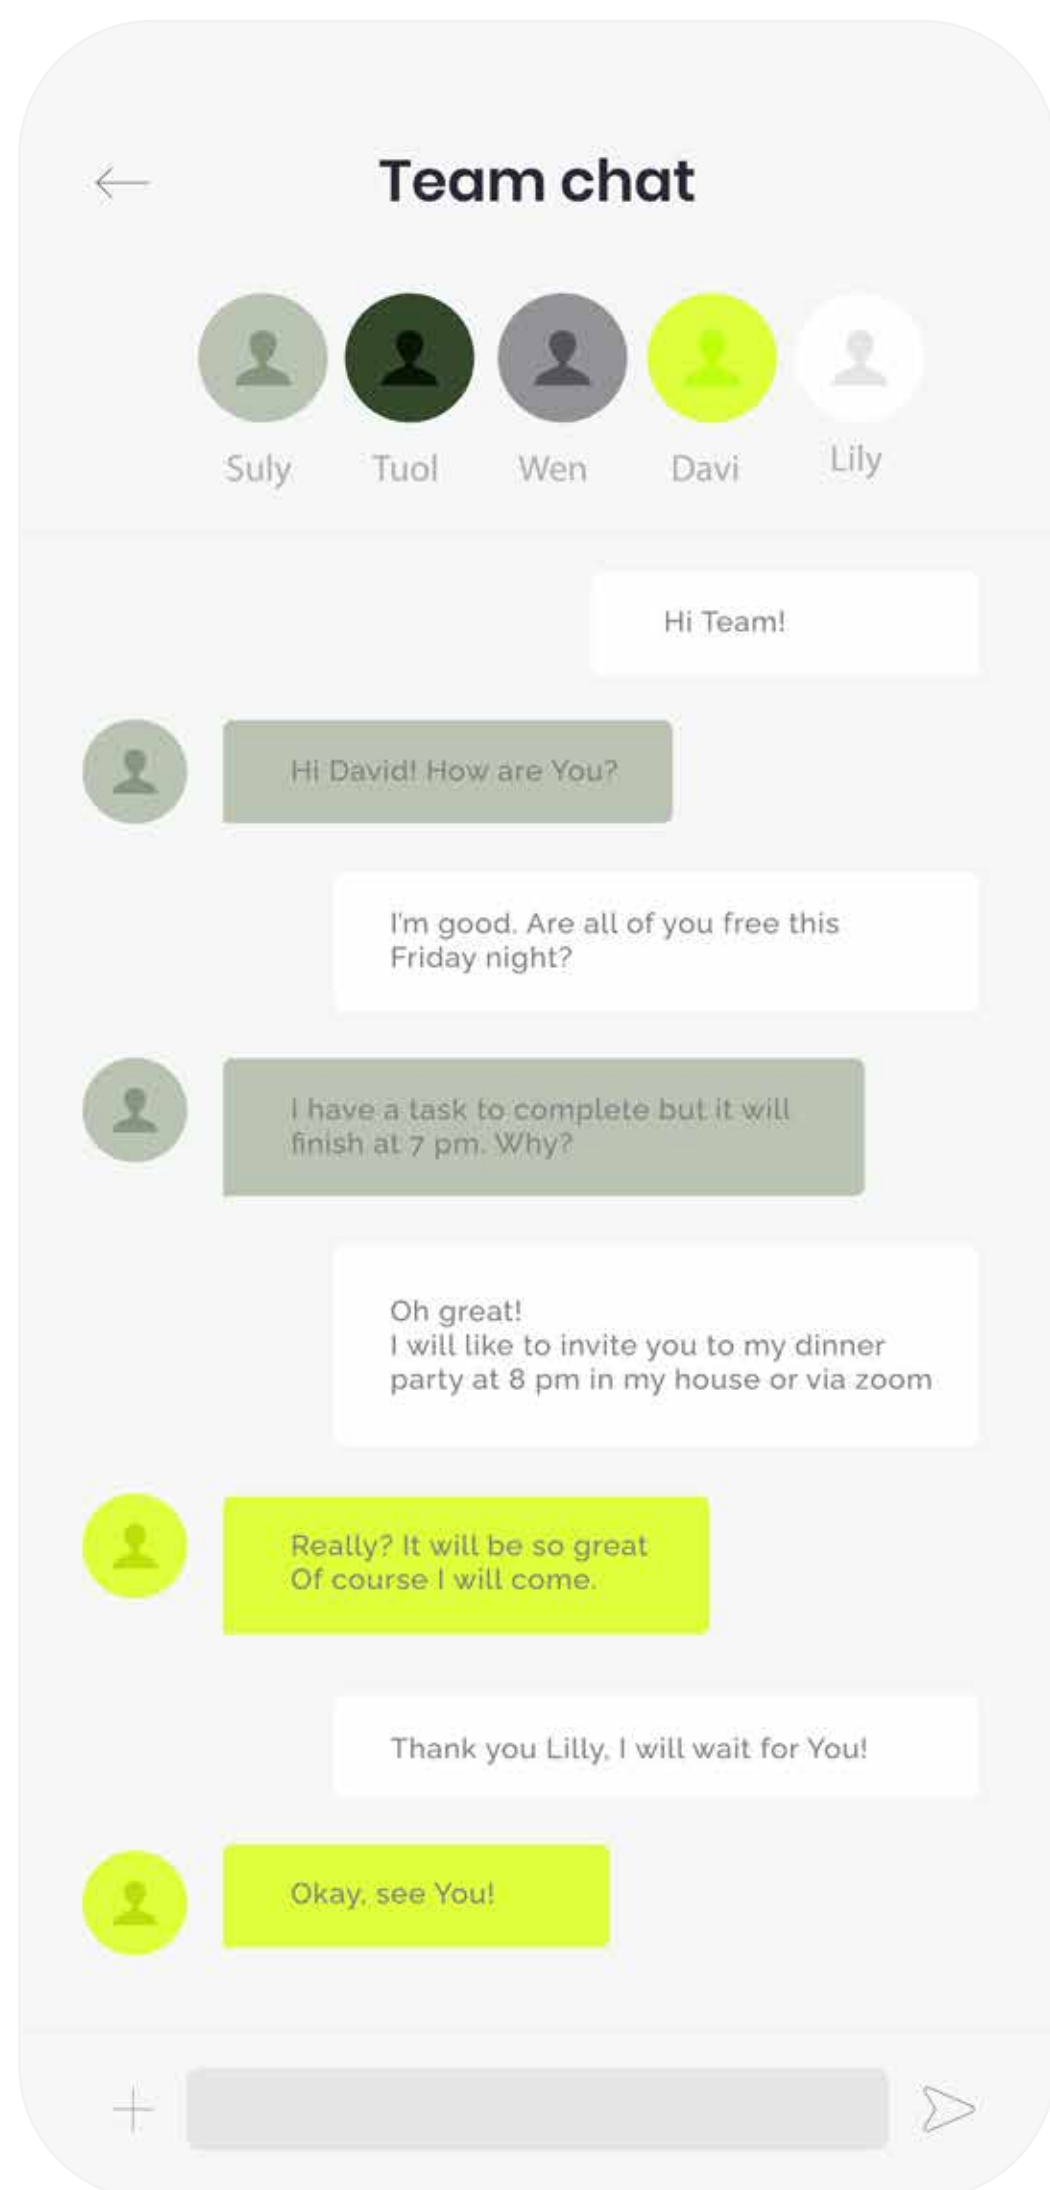 Team chat
Suly Tuol Wen Davi Lily
Hi Team!
Hi David! How are You?
I'm good. Are all of you free this
Friday night?
I have a task to complete but it will
finish at 7 pm. Why?
Oh great!
I will like to invite you to my dinner
party at 8 pm in my house or via zoom
Really? It will be so great
Of course I will come.
Thank you Lilly, I will wait for You!
Okay, see You!